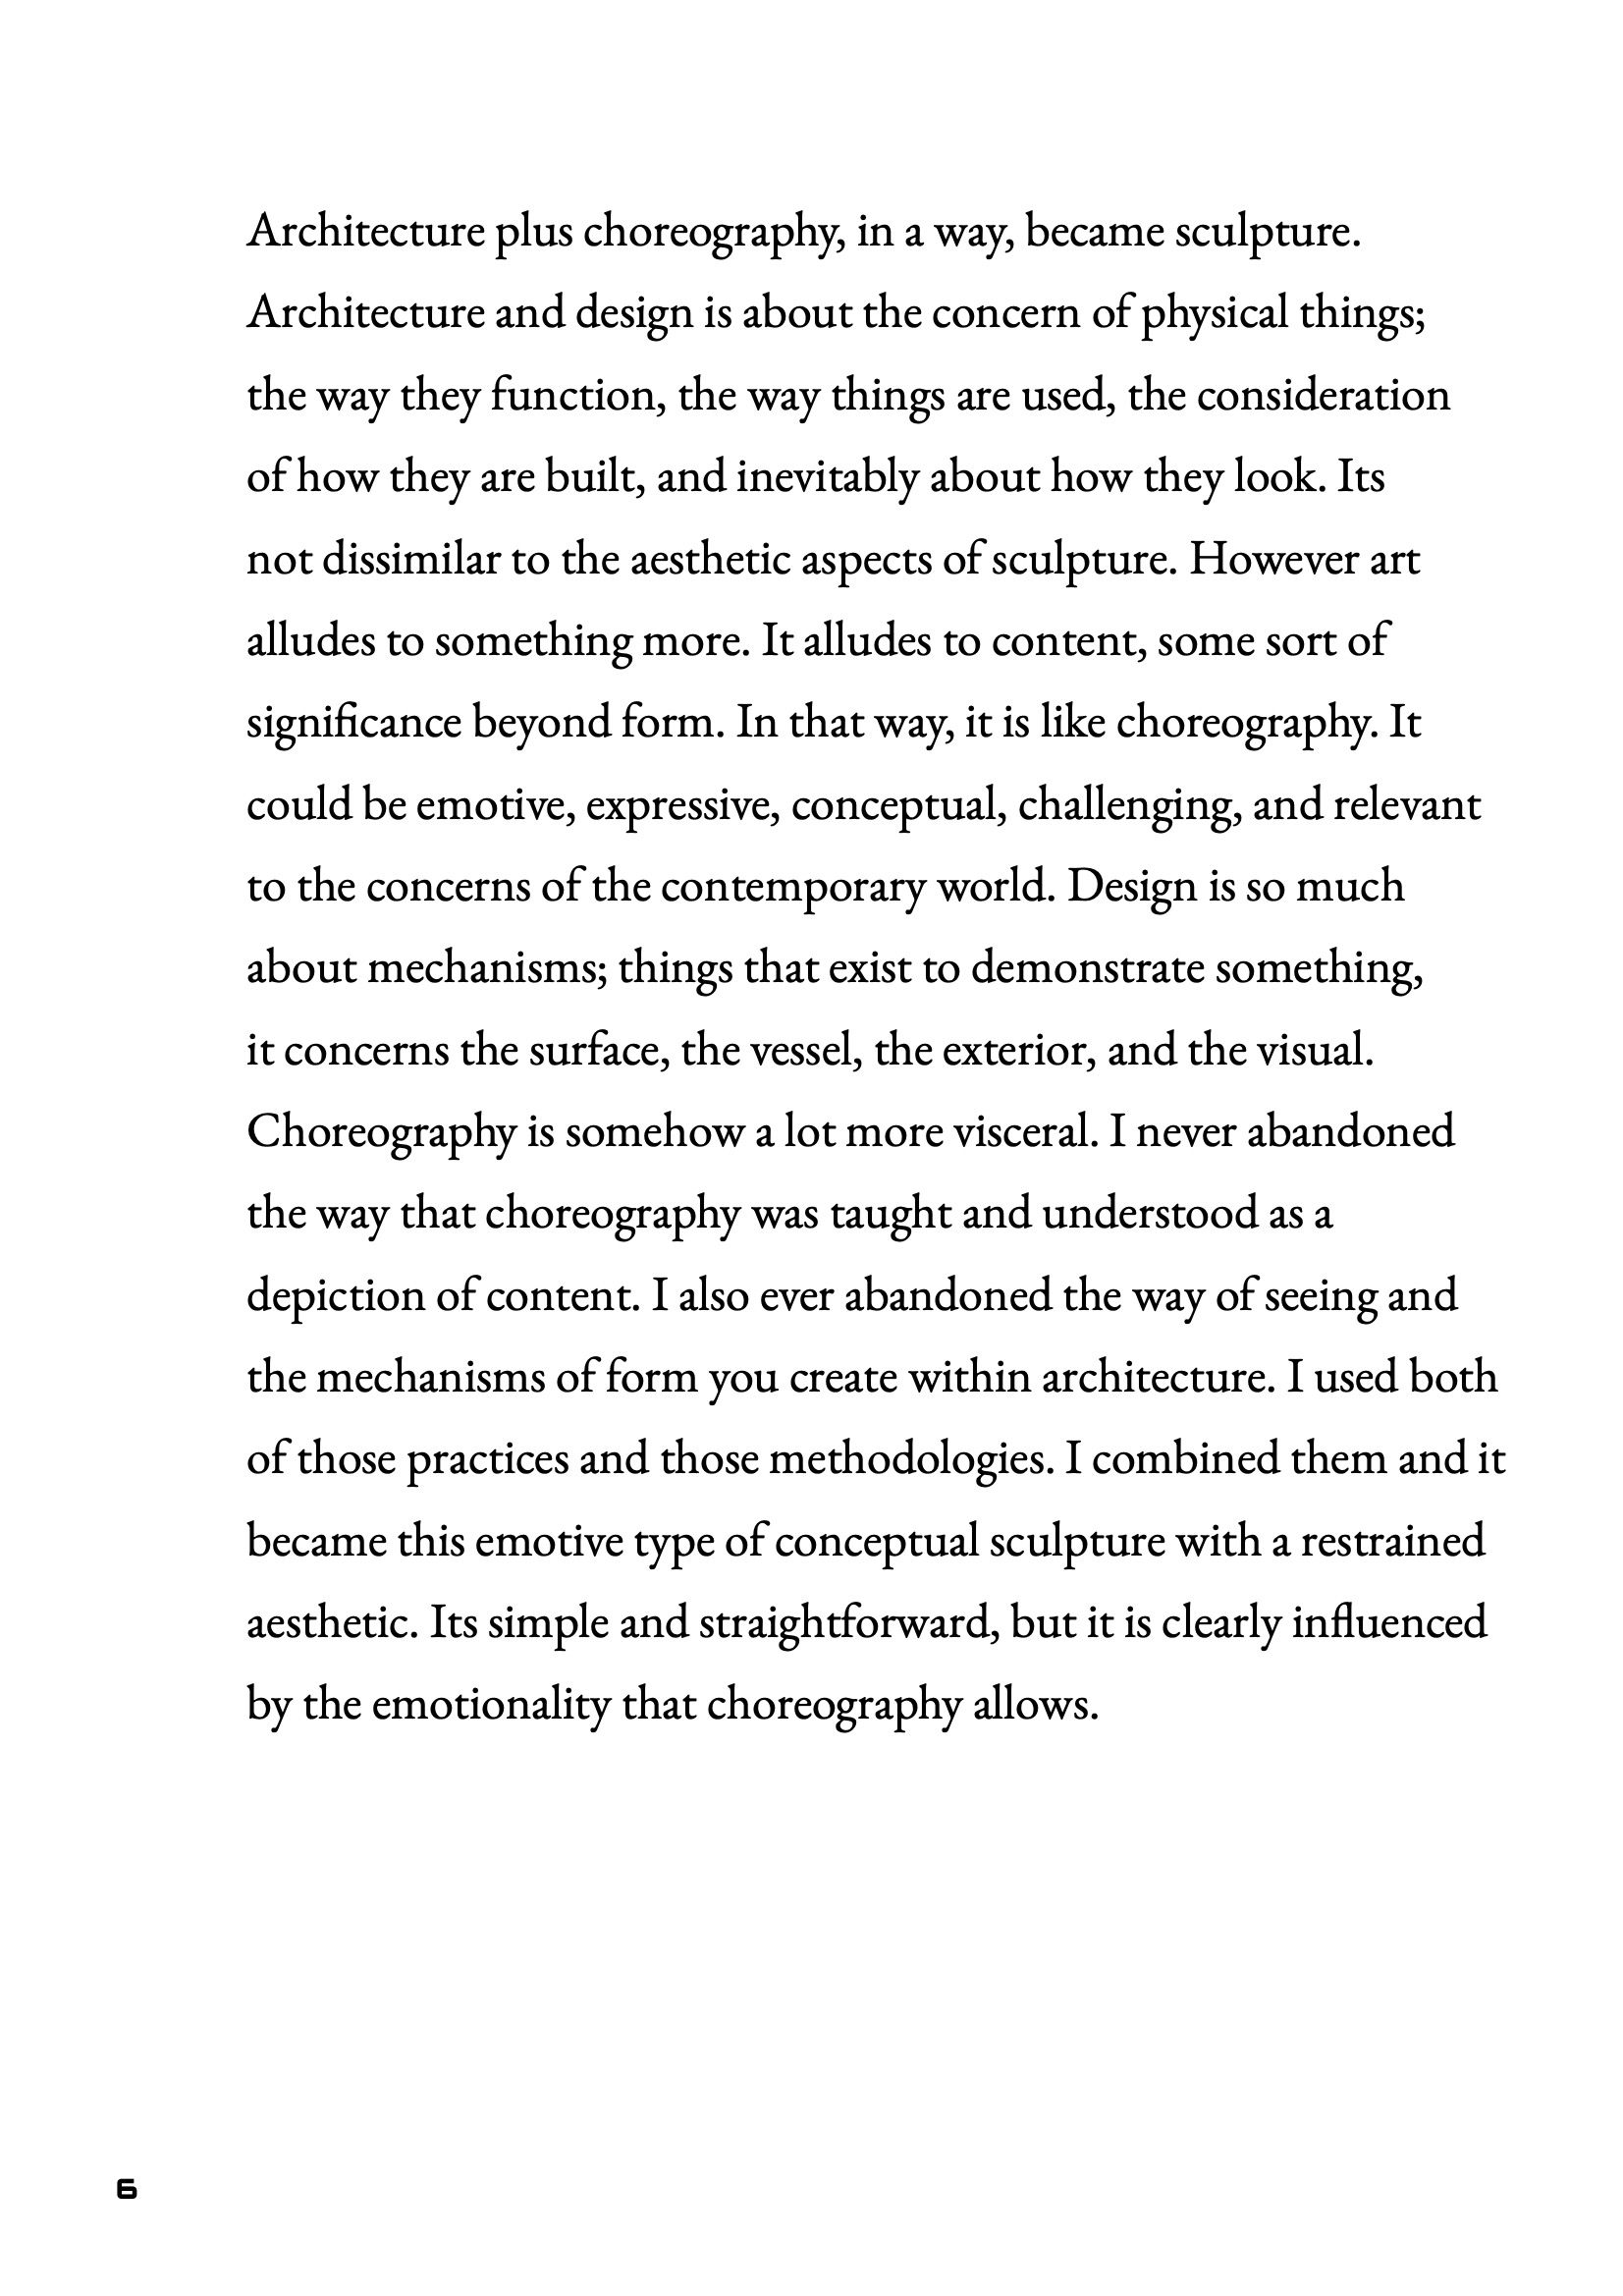 Architecture plus choreography, in a way, became sculpture.
Architecture and design is about the concern of physical things;
the way they function, the way things are used, the consideration
of how they are built, and inevitably about how they look. Its
not dissimilar to the aesthetic aspects of sculpture. However art
alludes to something more. It alludes to content, some sort of
significance beyond form. In that way, it is like choreography. It
could be emotive, expressive, conceptual, challenging, and relevant
to the concerns of the contemporary world. Design is so much
about mechanisms; things that exist to demonstrate something,
it concerns the surface, the vessel, the exterior, and the visual.
Choreography is somehow a lot more visceral. I never abandoned
the way that choreography was taught and understood as a
depiction of content. I also ever abandoned the way of seeing and
the mechanisms of form you create within architecture. I used both
of those practices and those methodologies. I combined them and it
became this emotive type of conceptual sculpture with a restrained
aesthetic. Its simple and straightforward, but it is clearly influenced
by the emotionality that choreography allows.
6